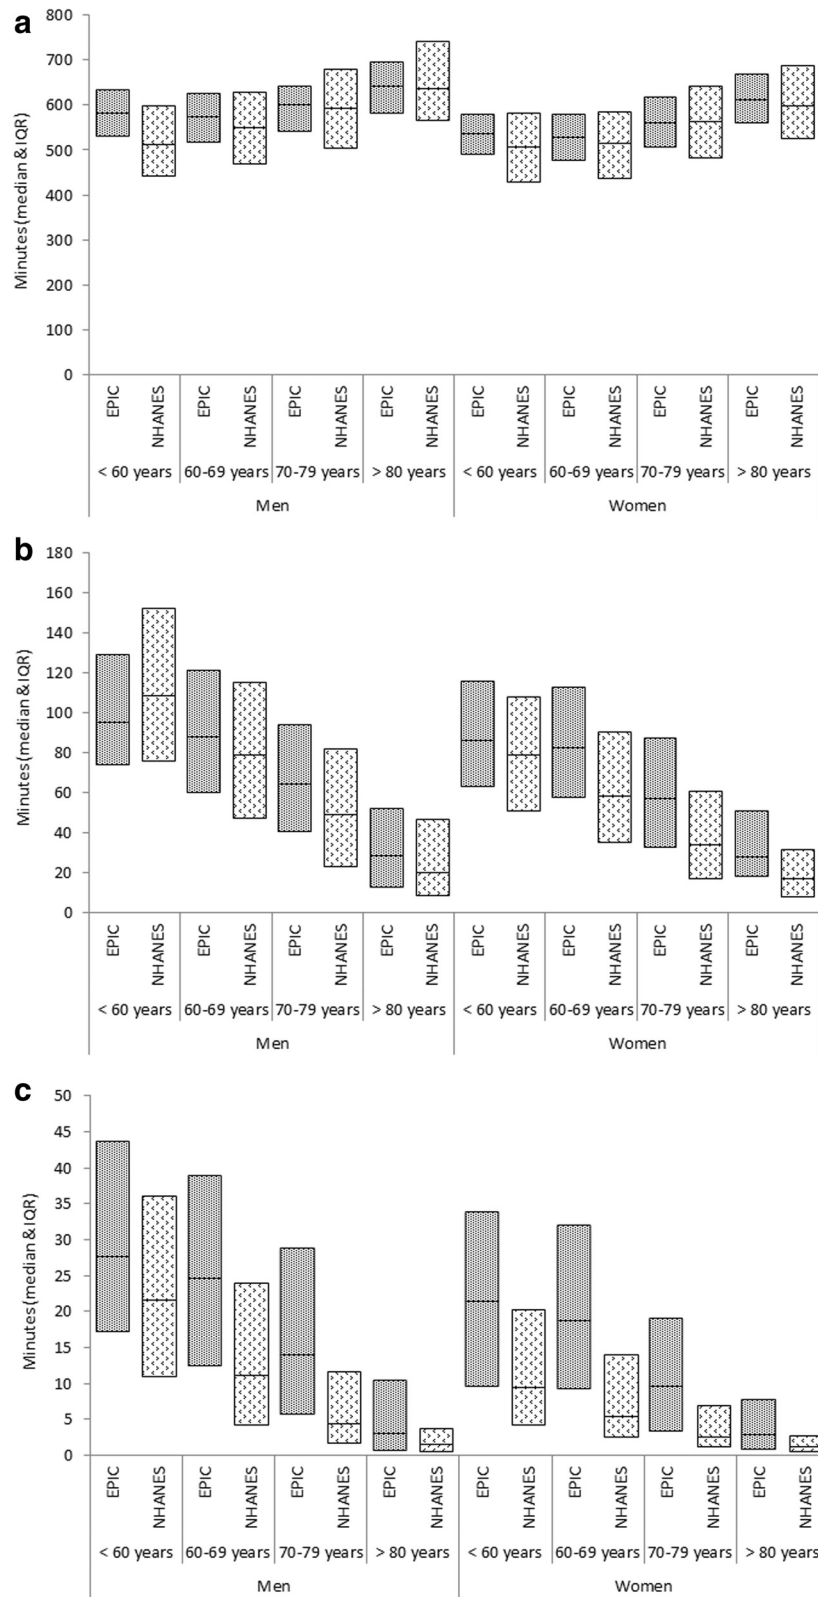 a
800
700
600
500
400
300
200
100
0
Minutes (median & IQR)
EPIC NHANES EPIC NHANES EPIC NHANES EPIC NHANES EPIC NHANES EPIC NHANES EPIC NHANES EPIC NHANES
< 60 years 60-69 years 70-79 years > 80 years < 60 years 60-69 years 70-79 years > 80 years
Men Women
b
180
160
140
120
100
80
60
40
20
0
Minutes (median & IQR)
EPIC NHANES EPIC NHANES EPIC NHANES EPIC NHANES EPIC NHANES EPIC NHANES EPIC NHANES EPIC NHANES
< 60 years 60-69 years 70-79 years > 80 years < 60 years 60-69 years 70-79 years > 80 years
Men Women
c
50
45
40
35
30
25
20
15
10
5
0
Minutes (median & IQR)
EPIC NHANES EPIC NHANES EPIC NHANES EPIC NHANES EPIC NHANES EPIC NHANES EPIC NHANES EPIC NHANES
< 60 years 60-69 years 70-79 years > 80 years < 60 years 60-69 years 70-79 years > 80 years
Men Women